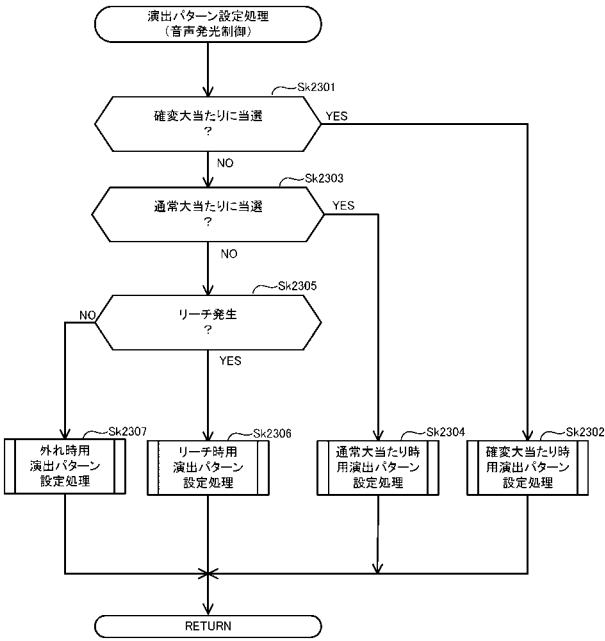 演出パターン設定処理
(音声発光制御)
Sk2301
確変大当たりに当選
?
YES
NO
Sk2303
通常大当たりに当選
?
YES
NO
Sk2305
リーチ発生
?
NO
YES
Sk2307
外れ時用
演出パターン
設定処理
Sk2306
リーチ時用
演出パターン
設定処理
Sk2304
通常大当たり時
用演出パターン
設定処理
Sk2302
確変大当たり時
用演出パターン
設定処理
RETURN